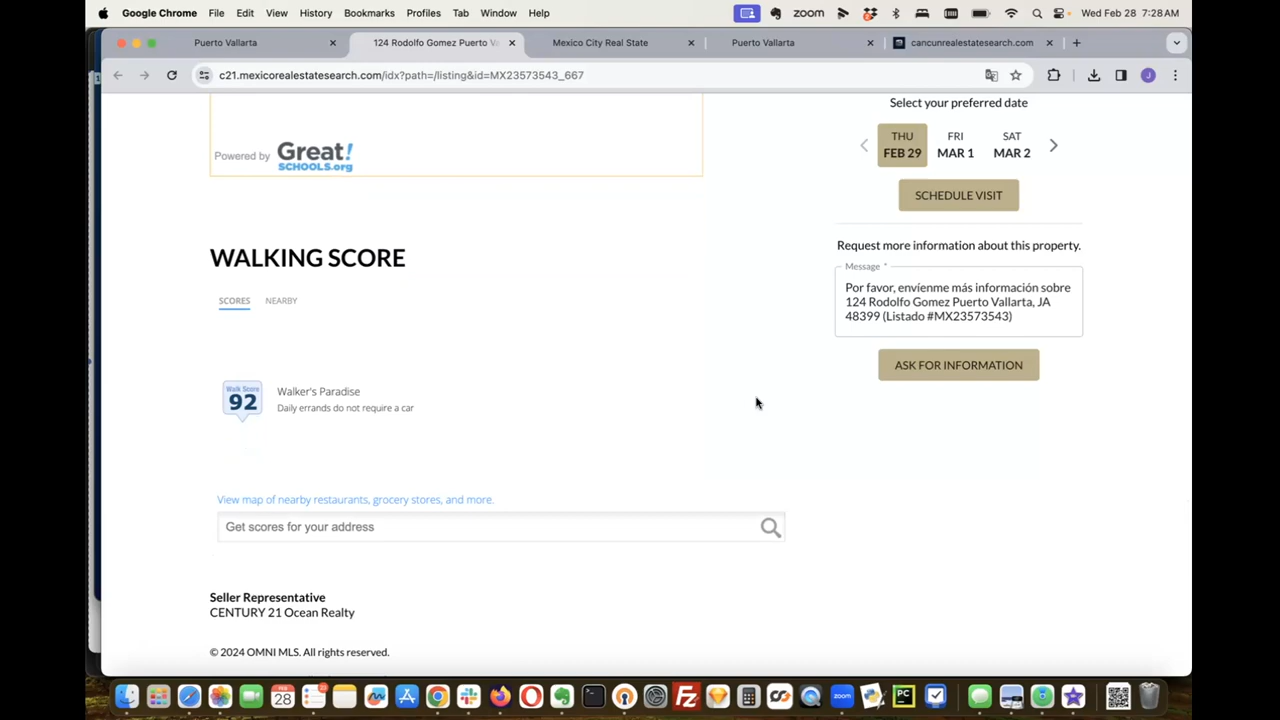 Google Chrome File Edit View History Bookmarks Profiles Tab Window Help
zoom Wed Feb 28 7:28 AM
Puerto Vallarta
124 Rodolfo Gomez Puerto V
Mexico City Real State
Puerto Vallarta
cancunrealestatesearch.com
c21.mexicorealestatesearch.com/idx?path=/listing&id=MX23573543_667
J
Powered by Great!
SCHOOLS.org
WALKING SCORE
SCORES NEARBY
Walk Score
92
Walker's Paradise
Daily errands do not require a car
View map of nearby restaurants, grocery stores, and more.
Get scores for your address
Seller Representative
CENTURY 21 Ocean Realty
© 2024 OMNI MLS. All rights reserved.
Select your preferred date
THU FRI SAT
FEB 29 MAR 1 MAR 2
SCHEDULE VISIT
Request more information about this property.
Message *
Por favor, envíenme más información sobre
124 Rodolfo Gomez Puerto Vallarta, JA
48399 (Listado #MX23573543)
ASK FOR INFORMATION
FEB
28
zoom
PC